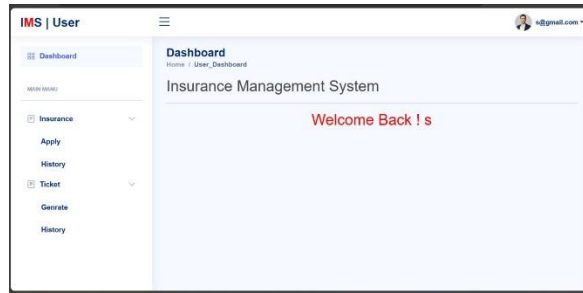 IMS | User
s@gmail.com
Dashboard
Dashboard
Home / User_Dashboard
MAIN MANU
Insurance Management System
Welcome Back ! s
Insurance
Apply
History
Ticket
Genrate
History